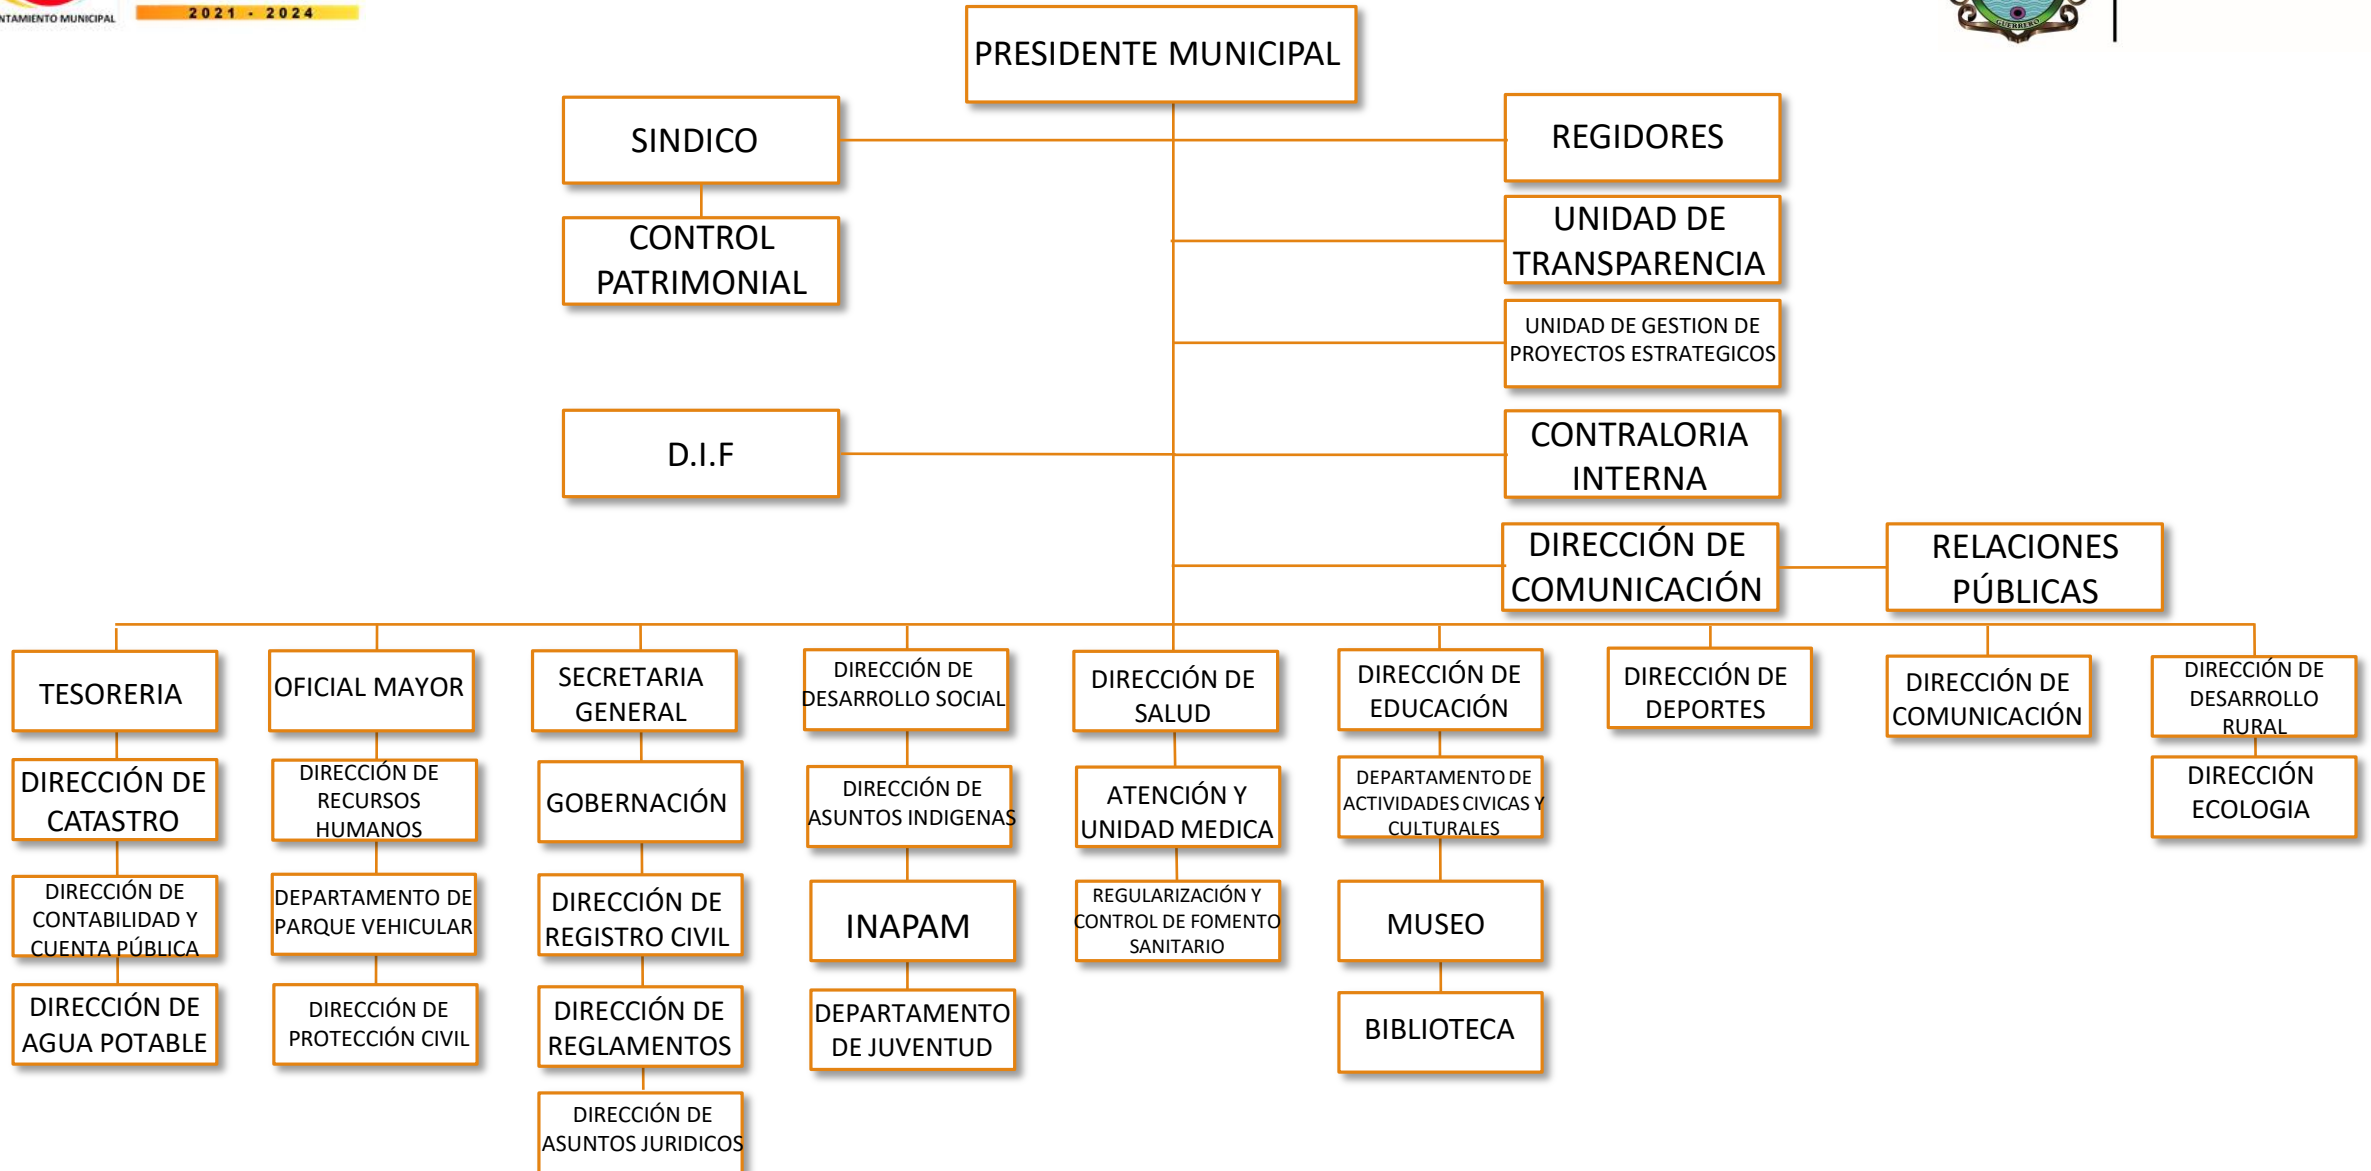 2021 - 2024
GUERRERO
PRESIDENTE MUNICIPAL
SINDICO
REGIDORES
CONTROL
PATRIMONIAL
UNIDAD DE
TRANSPARENCIA
UNIDAD DE GESTION DE
PROYECTOS ESTRATEGICOS
D.I.F
CONTRALORIA
INTERNA
DIRECCIÓN DE
COMUNICACIÓN
RELACIONES
PÚBLICAS
TESORERIA
DIRECCIÓN DE
CATASTRO
DIRECCIÓN DE
CONTABILIDAD Y
CUENTA PÚBLICA
DIRECCIÓN DE
AGUA POTABLE
OFICIAL MAYOR
DIRECCIÓN DE
RECURSOS
HUMANOS
DEPARTAMENTO DE
PARQUE VEHICULAR
DIRECCIÓN DE
PROTECCIÓN CIVIL
SECRETARIA
GENERAL
GOBERNACIÓN
DIRECCIÓN DE
REGISTRO CIVIL
DIRECCIÓN DE
REGLAMENTOS
DIRECCIÓN DE
ASUNTOS JURIDICOS
DIRECCIÓN DE
DESARROLLO SOCIAL
DIRECCIÓN DE
ASUNTOS INDIGENAS
INAPAM
DEPARTAMENTO
DE JUVENTUD
DIRECCIÓN DE
SALUD
ATENCIÓN Y
UNIDAD MEDICA
REGULARIZACIÓN Y
CONTROL DE FOMENTO
SANITARIO
DIRECCIÓN DE
EDUCACIÓN
DEPARTAMENTO DE
ACTIVIDADES CIVICAS Y
CULTURALES
MUSEO
BIBLIOTECA
DIRECCIÓN DE
DEPORTES
DIRECCIÓN DE
COMUNICACIÓN
DIRECCIÓN DE
DESARROLLO
RURAL
DIRECCIÓN
ECOLOGIA